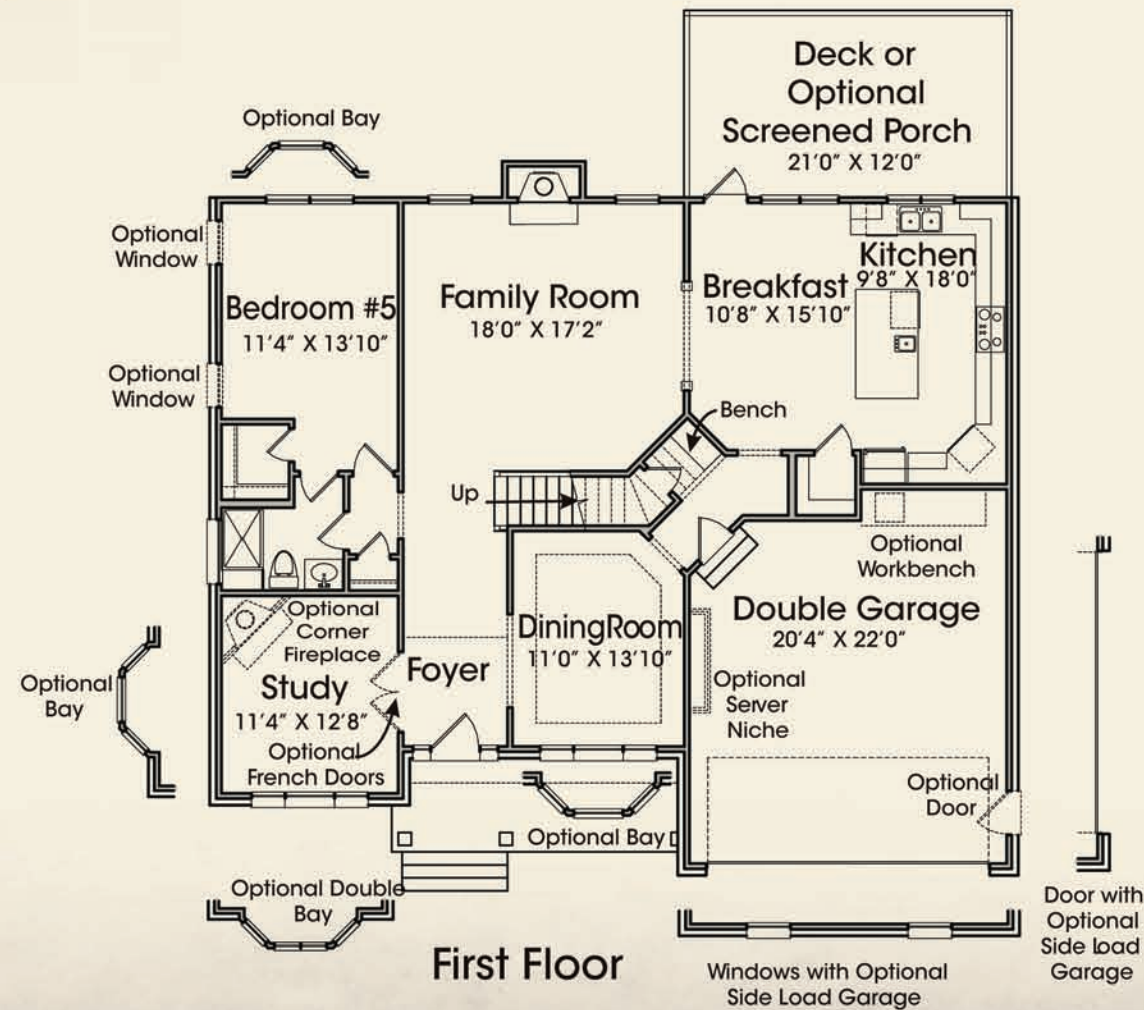 Deck or
Optional
Screened Porch
21'0" X 12'0"
Optional Bay
Optional
Window
Bedroom #5
11'4" X 13'10"
Optional
Window
Family Room
18'0" X 17'2"
Breakfast
10'8" X 15'10"
Kitchen
9'8" X 18'0"
Bench
Up
Optional
Workbench
Double Garage
20'4" X 22'0"
Optional
Corner
Fireplace
Study
11'4" X 12'8"
Optional
French Doors
Foyer
DiningRoom
11'0" X 13'10"
Optional
Server
Niche
Optional
Bay
Optional
Door
Optional Bay
Optional Double
Bay
First Floor
Windows with Optional
Side Load Garage
Door with
Optional
Side Load
Garage